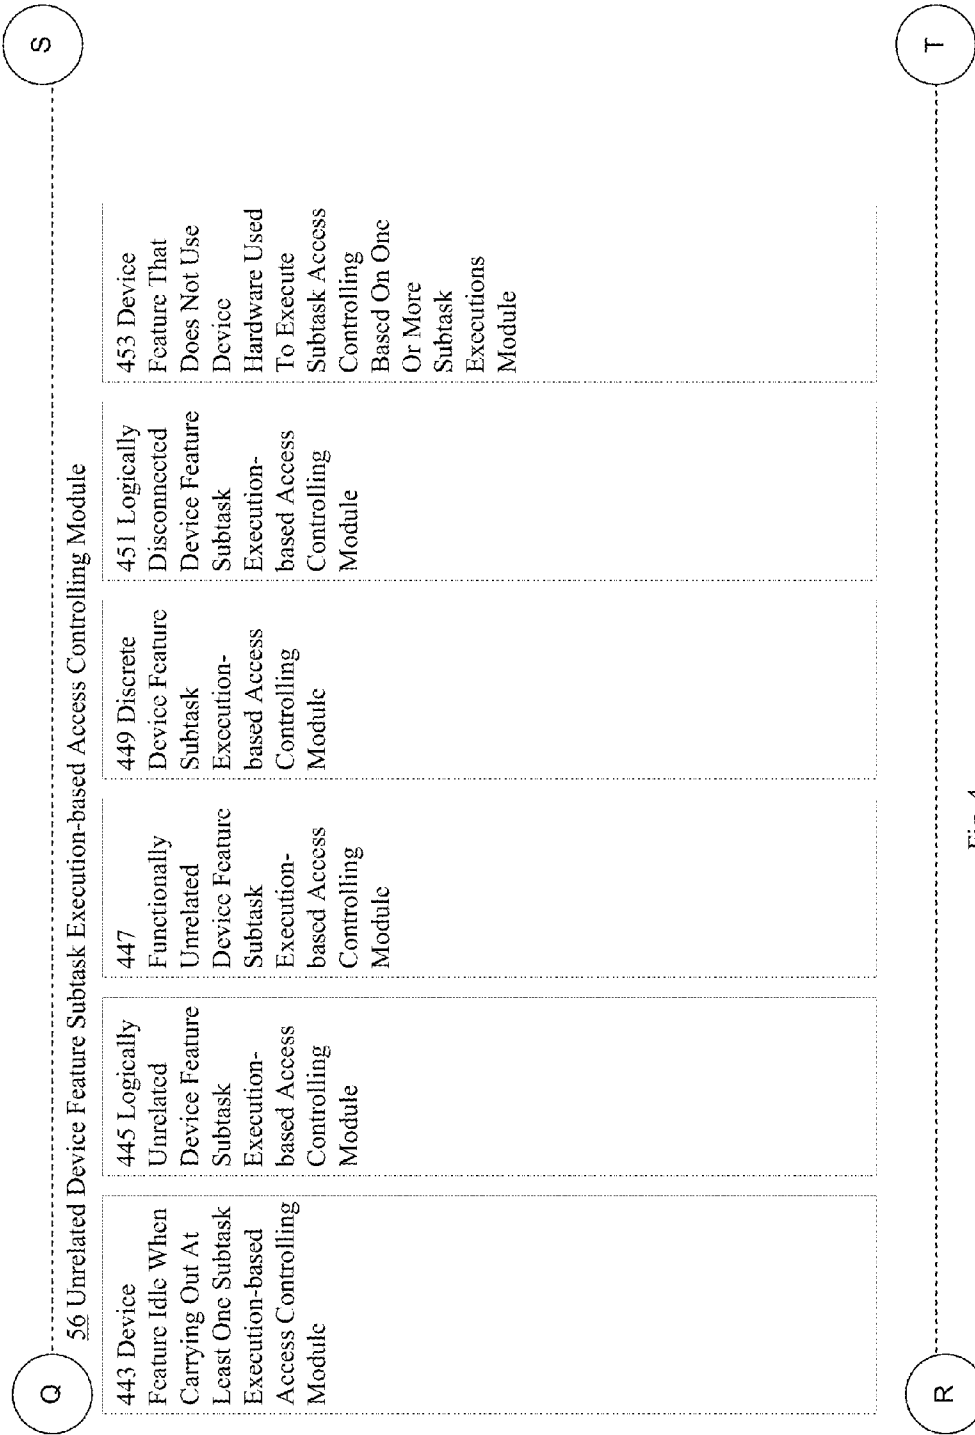 Q
S
56 Unrelated Device Feature Subtask Execution-based Access Controlling Module
443 Device
Feature Idle When
Carrying Out At
Least One Subtask
Execution-based
Access Controlling
Module
445 Logically
Unrelated
Device Feature
Subtask
Execution-
based Access
Controlling
Module
447
Functionally
Unrelated
Device Feature
Subtask
Execution-
based Access
Controlling
Module
449 Discrete
Device Feature
Subtask
Execution-
based Access
Controlling
Module
451 Logically
Disconnected
Device Feature
Subtask
Execution-
based Access
Controlling
Module
453 Device
Feature That
Does Not Use
Device
Hardware Used
To Execute
Subtask Access
Controlling
Based On One
Or More
Subtask
Executions
Module
R
T